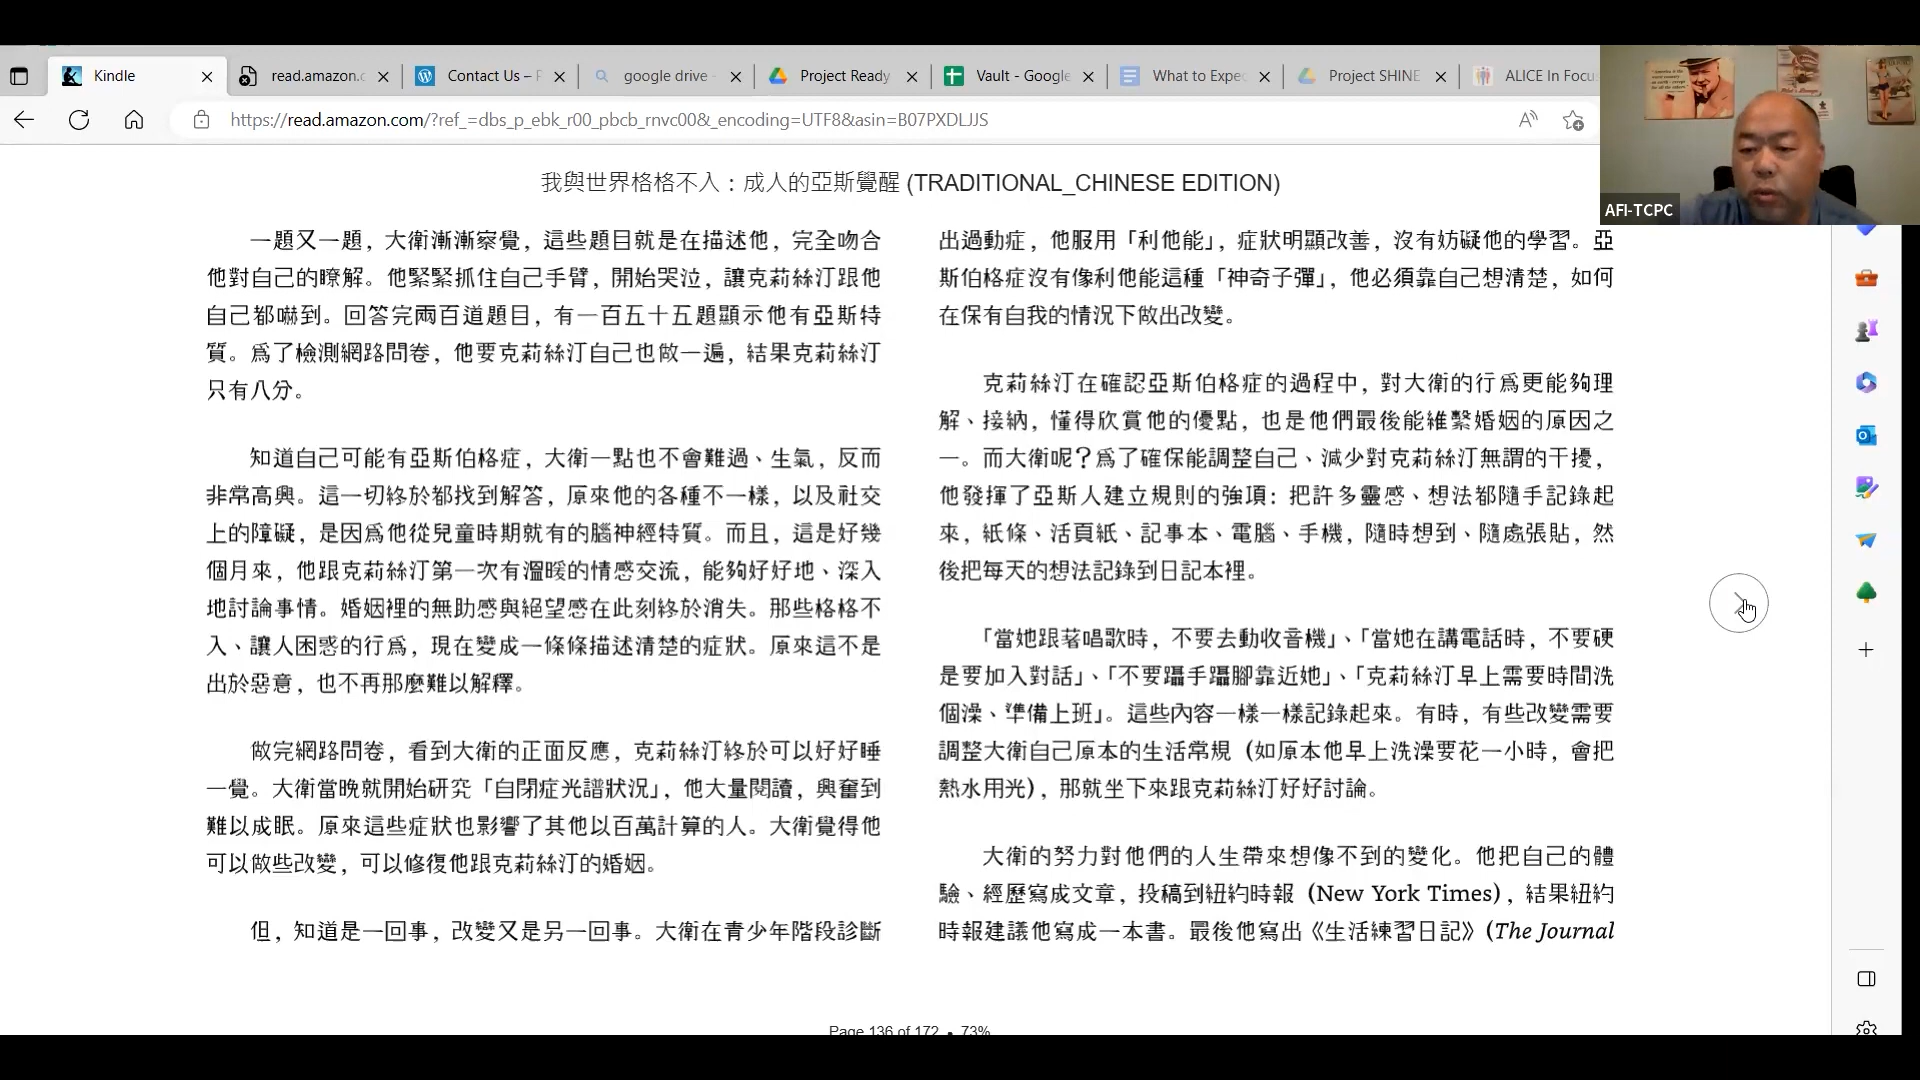 Kindle
read.amazon.c
Contact Us – F
google drive -
Project Ready
Vault - Google
What to Expec
Project SHINE
ALICE In Focu
https://read.amazon.com/?ref_=dbs_p_ebk_r00_pbcb_rnvc00&_encoding=UTF8&asin=B07PXDLJJS
AFI-TCPC
我與世界格格不入：成人的亞斯覺醒 (TRADITIONAL_CHINESE EDITION)
一題又一題，大衛漸漸察覺，這些題目就是在描述他，完全吻合
他對自己的瞭解。他緊緊抓住自己手臂，開始哭泣，讓克莉絲汀跟他
自己都嚇到。回答完兩百道題目，有一百五十五題顯示他有亞斯特
質。為了檢測網路問卷，他要克莉絲汀自己也做一遍，結果克莉絲汀
只有八分。
知道自己可能有亞斯伯格症，大衛一點也不會難過、生氣，反而
非常高興。這一切終於都找到解答，原來他的各種不一樣，以及社交
上的障礙，是因為他從兒童時期就有的腦神經特質。而且，這是好幾
個月來，他跟克莉絲汀第一次有溫暖的情感交流，能夠好好地、深入
地討論事情。婚姻裡的無助感與絕望感在此刻終於消失。那些格格不
入、讓人困惑的行為，現在變成一條條描述清楚的症狀。原來這不是
出於惡意，也不再那麼難以解釋。
做完網路問卷，看到大衛的正面反應，克莉絲汀終於可以好好睡
一覺。大衛當晚就開始研究「自閉症光譜狀況」，他大量閱讀，興奮到
難以成眠。原來這些症狀也影響了其他以百萬計算的人。大衛覺得他
可以做些改變，可以修復他跟克莉絲汀的婚姻。
但，知道是一回事，改變又是另一回事。大衛在青少年階段診斷
出過動症，他服用「利他能」，症狀明顯改善，沒有妨礙他的學習。亞
斯伯格症沒有像利他能這種「神奇子彈」，他必須靠自己想清楚，如何
在保有自我的情況下做出改變。
克莉絲汀在確認亞斯伯格症的過程中，對大衛的行為更能夠理
解、接納，懂得欣賞他的優點，也是他們最後能維繫婚姻的原因之
一。而大衛呢？為了確保能調整自己、減少對克莉絲汀無謂的干擾，
他發揮了亞斯人建立規則的強項：把許多靈感、想法都隨手記錄起
來，紙條、活頁紙、記事本、電腦、手機，隨時想到、隨處張貼，然
後把每天的想法記錄到日記本裡。
「當她跟著唱歌時，不要去動收音機」、「當她在講電話時，不要硬
是要加入對話」、「不要躡手躡腳靠近她」、「克莉絲汀早上需要時間洗
個澡、準備上班」。這些內容一樣一樣記錄起來。有時，有些改變需要
調整大衛自己原本的生活常規（如原本他早上洗澡要花一小時，會把
熱水用光），那就坐下來跟克莉絲汀好好討論。
大衛的努力對他們的人生帶來想像不到的變化。他把自己的體
驗、經歷寫成文章，投稿到紐約時報（New York Times），結果紐約
時報建議他寫成一本書。最後他寫出《生活練習日記》（The Journal
Page 136 of 172 • 73%